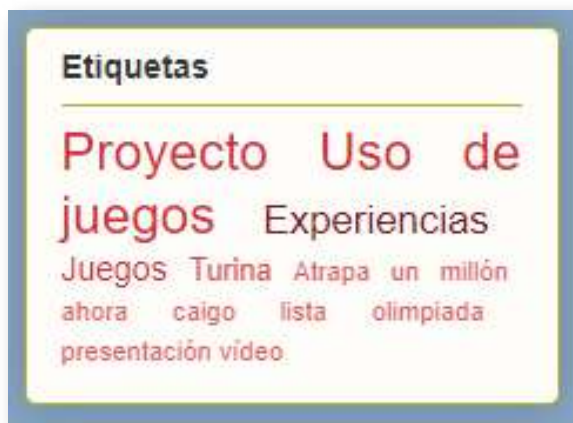 Etiquetas
Proyecto Uso de
juegos Experiencias
Juegos Turina Atrapa un millón
ahora caigo lista olimpiada
presentación vídeo